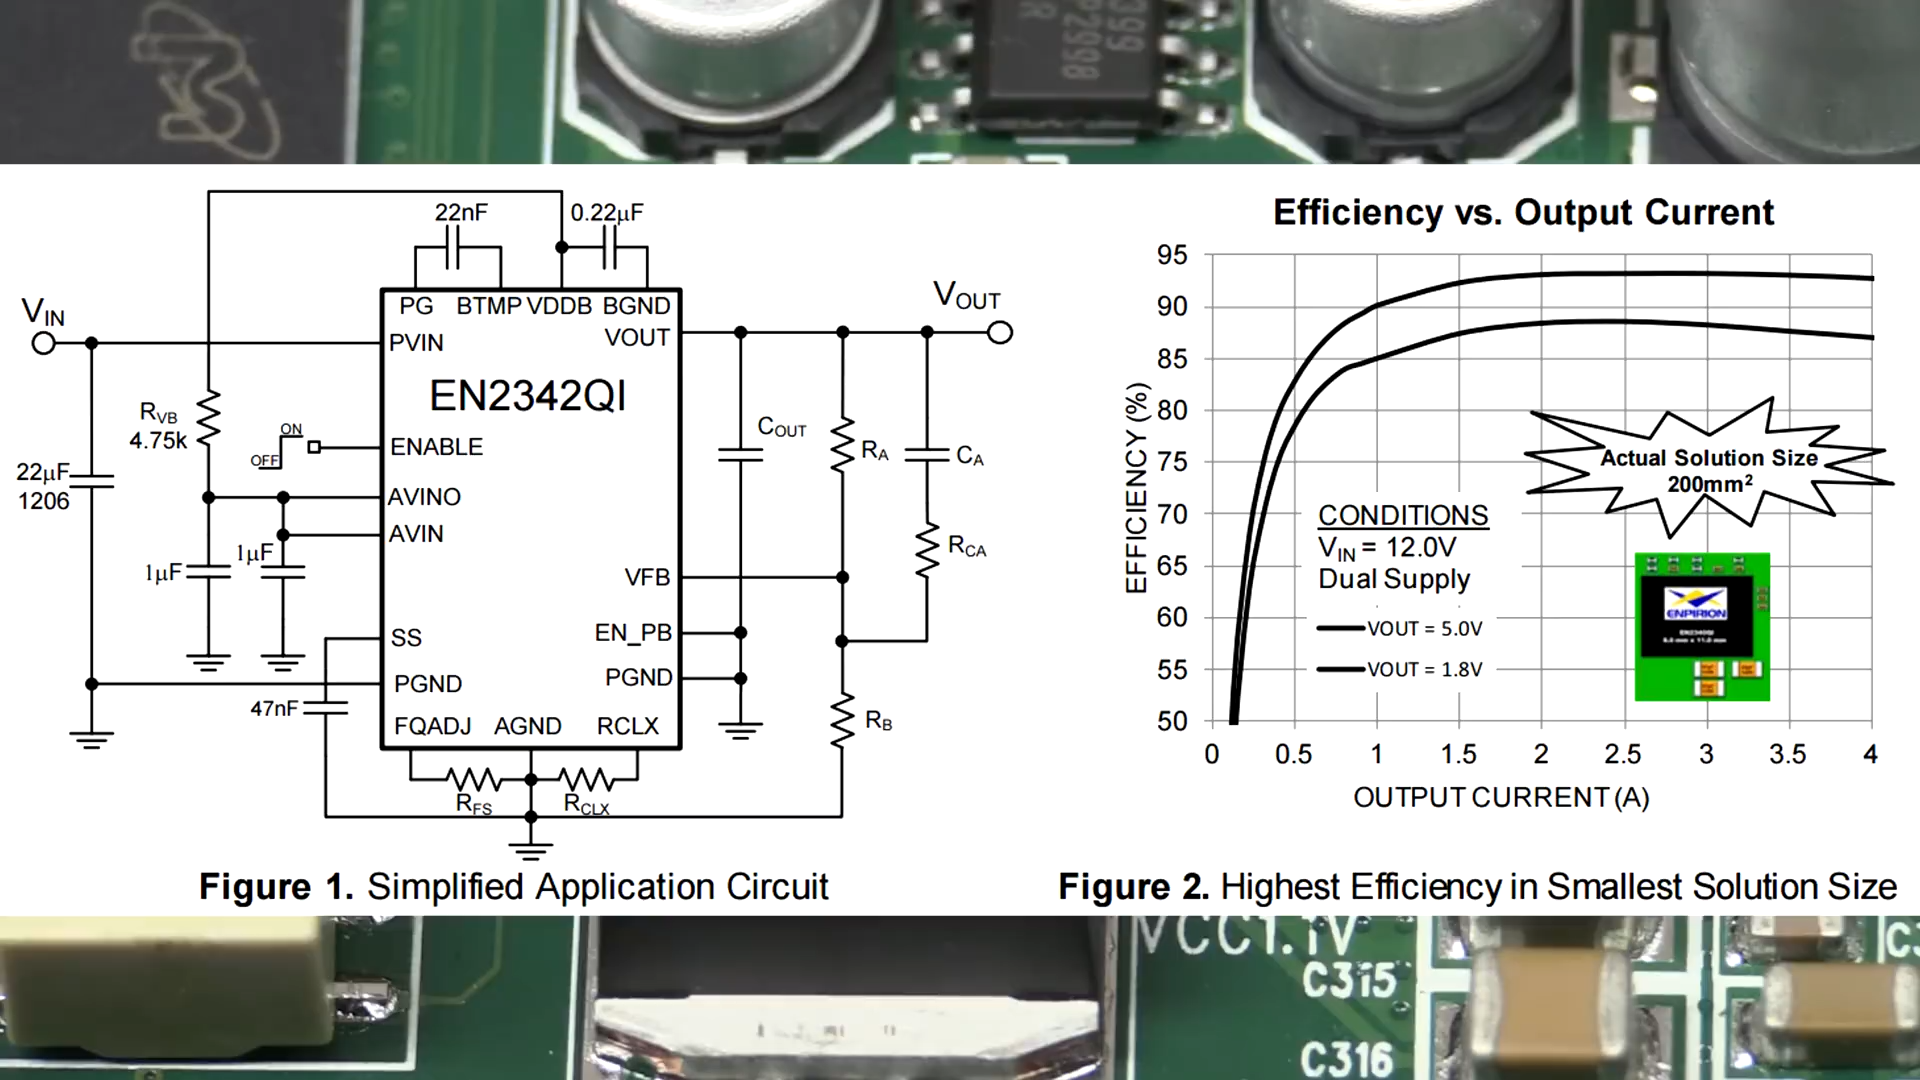 399
P2998
R
22nF
0.22µF
VIN
PG BTMP VDDB BGND
VOUT
PVIN
VOUT
EN2342QI
RVB
4.75k
ON
OFF
ENABLE
COUT
RA
CA
22µF
1206
AVINO
AVIN
1µF
1µF
RCA
VFB
SS
EN_PB
PGND
PGND
47nF
FQADJ AGND RCLX
RB
RFS
RCLX
Figure 1. Simplified Application Circuit
Efficiency vs. Output Current
95
90
85
80
75
70
65
60
55
50
EFFICIENCY (%)
Actual Solution Size
200mm2
CONDITIONS
VIN = 12.0V
Dual Supply
VOUT = 5.0V
VOUT = 1.8V
ENPIRION
EN2340QI
0 0.5 1 1.5 2 2.5 3 3.5 4
OUTPUT CURRENT (A)
Figure 2. Highest Efficiency in Smallest Solution Size
VCC1.1V
C315
C316